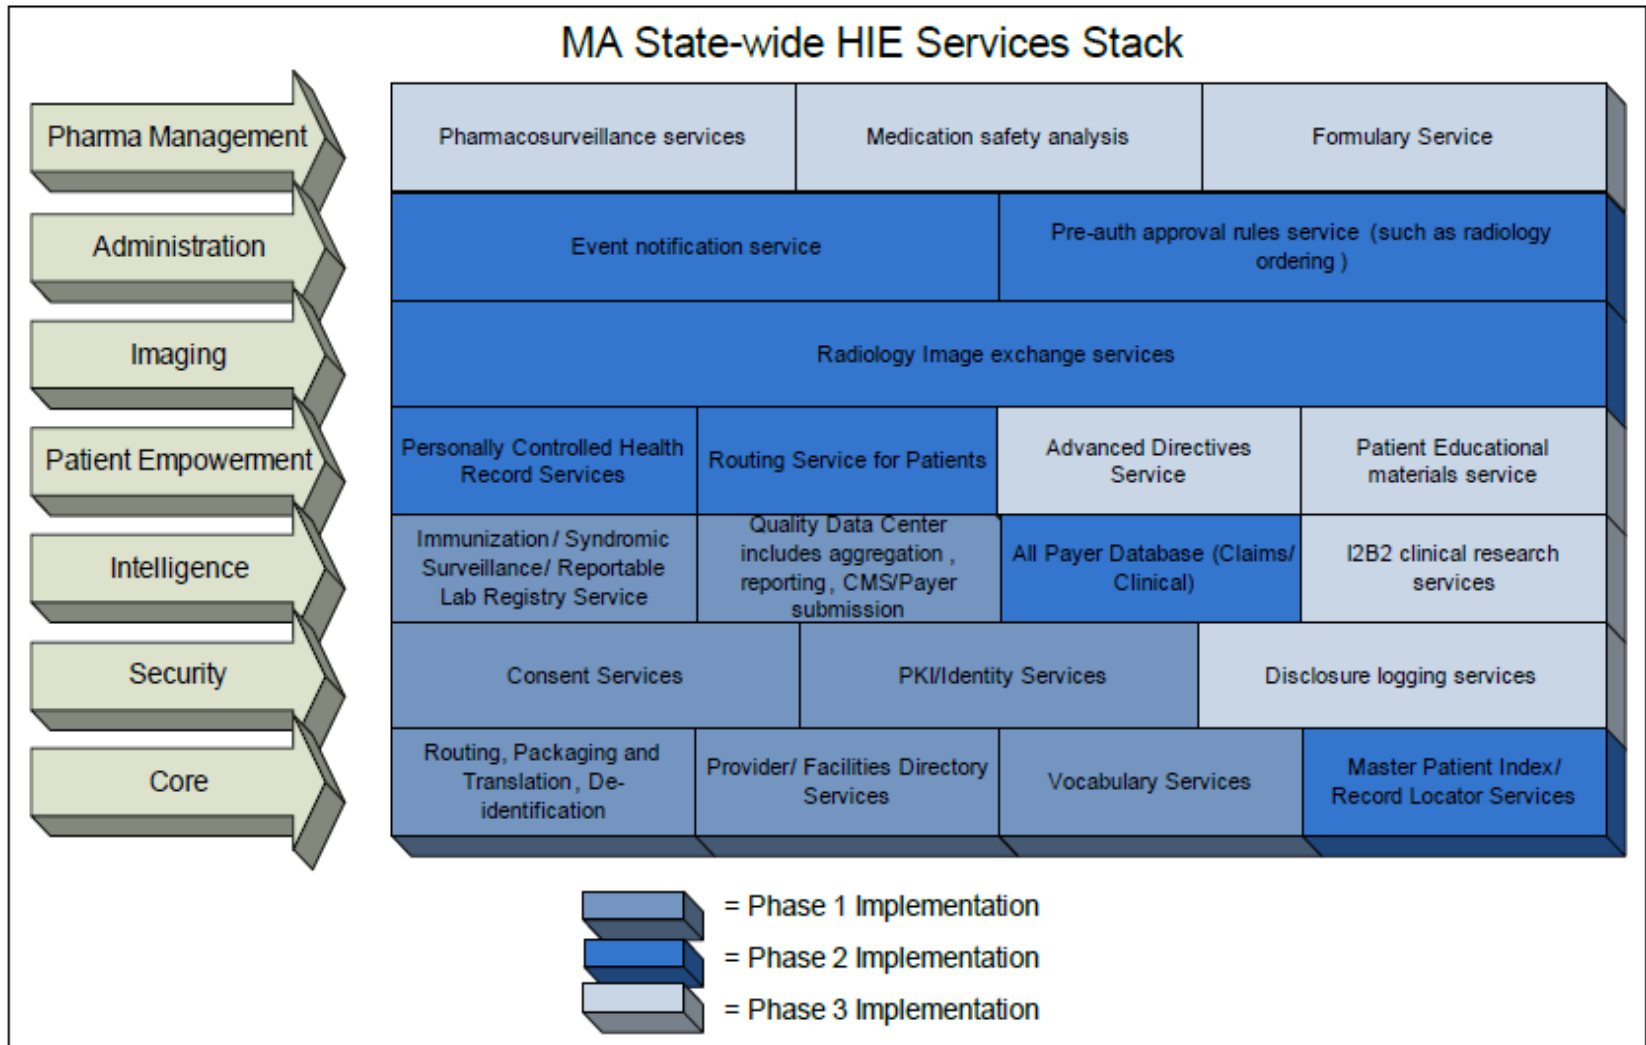 MA State-wide HIE Services Stack
Pharma Management
Pharmacosurveillance services
Medication safety analysis
Formulary Service
Administration
Event notification service
Pre-auth approval rules service (such as radiology
ordering )
Imaging
Radiology Image exchange services
Patient Empowerment
Personally Controlled Health
Record Services
Routing Service for Patients
Advanced Directives
Service
Patient Educational
materials service
Intelligence
Immunization / Syndromic
Surveillance/ Reportable
Lab Registry Service
Quality Data Center
includes aggregation ,
reporting , CMS/Payer
submission
All Payer Database (Claims/
Clinical)
I2B2 clinical research
services
Security
Consent Services
PKI/Identity Services
Disclosure logging services
Core
Routing, Packaging and
Translation , De-
identification
Provider/ Facilities Directory
Services
Vocabulary Services
Master Patient Index/
Record Locator Services
= Phase 1 Implementation
= Phase 2 Implementation
= Phase 3 Implementation